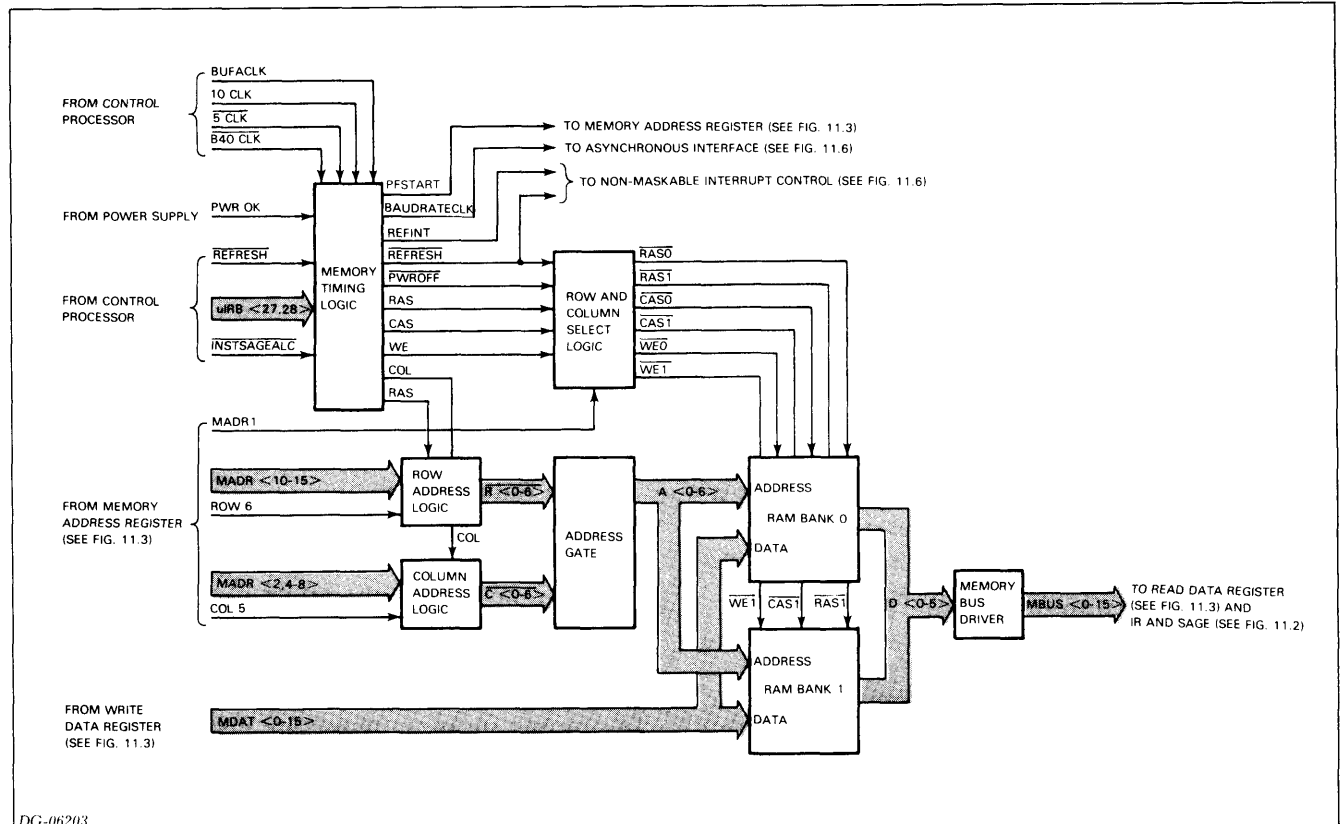 BUFACLK
FROM CONTROL
PROCESSOR
10 CLK
5 CLK
B40 CLK
TO MEMORY ADDRESS REGISTER (SEE FIG. 11.3)
TO ASYNCHRONOUS INTERFACE (SEE FIG. 11.6)
TO NON-MASKABLE INTERRUPT CONTROL (SEE FIG. 11.6)
FROM POWER SUPPLY
PWR OK
FROM CONTROL
PROCESSOR
REFRESH
uIRB <27,28>
INSTSAGEALC
MEMORY
TIMING
LOGIC
PFSTART
BAUDRATECLK
REFINT
REFRESH
PWROFF
RAS
CAS
WE
COL
RAS
ROW AND
COLUMN
SELECT
LOGIC
RAS0
RAS1
CAS0
CAS1
WE0
WE1
FROM MEMORY
ADDRESS REGISTER
(SEE FIG. 11.3)
MADR1
MADR <10-15>
ROW 6
MADR <2,4-8>
COL 5
ROW
ADDRESS
LOGIC
COL
COLUMN
ADDRESS
LOGIC
R <0-6>
C <0-6>
ADDRESS
GATE
A <0-6>
ADDRESS
RAM BANK 0
DATA
WE1
CAS1
RAS1
ADDRESS
RAM BANK 1
DATA
D <0-5>
MEMORY
BUS
DRIVER
MBUS <0-15>
TO READ DATA REGISTER
(SEE FIG. 11.3) AND
IR AND SAGE (SEE FIG. 11.2)
FROM WRITE
DATA REGISTER
(SEE FIG. 11.3)
MDAT <0-15>
DG-06203